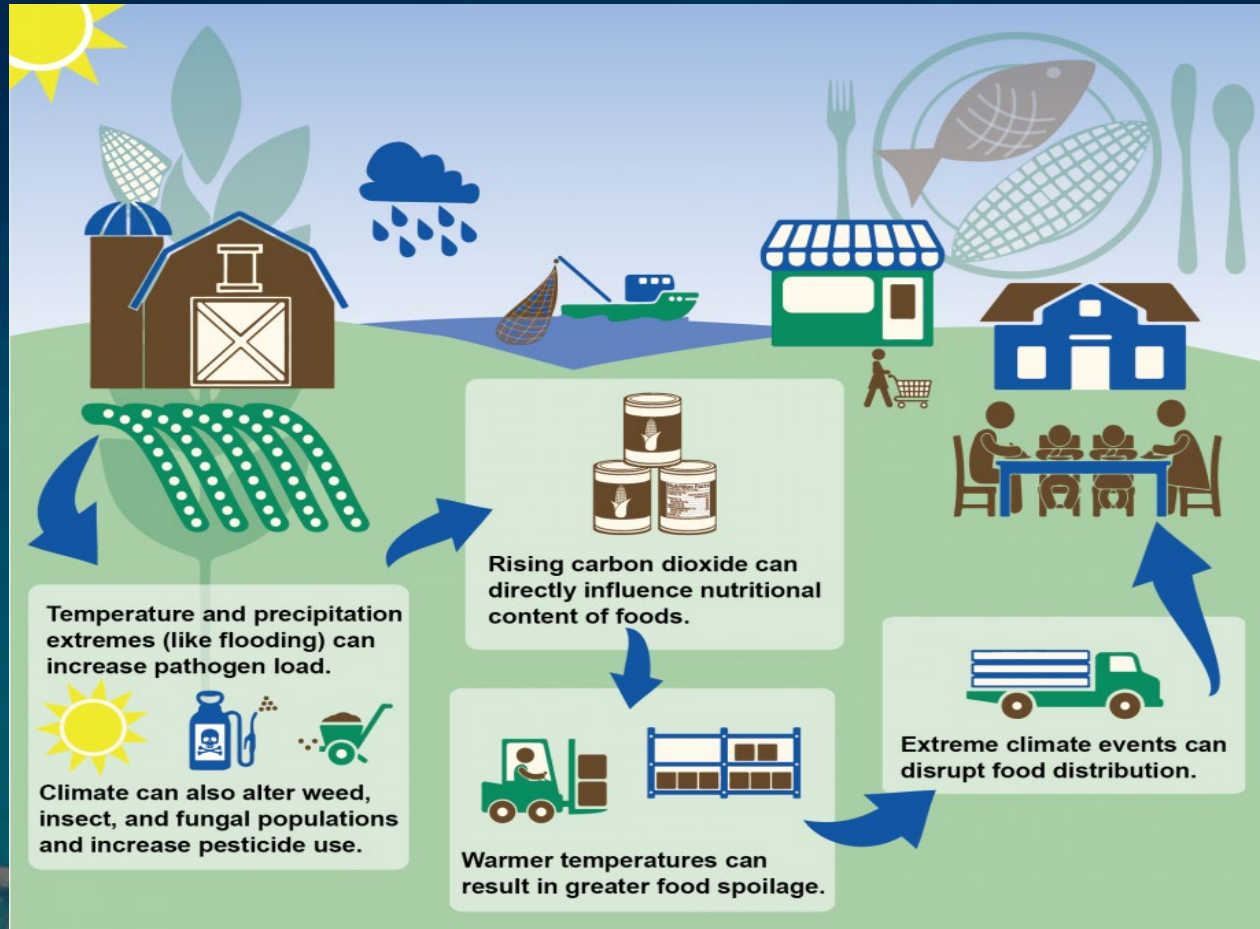 Temperature and precipitation
extremes (like flooding) can
increase pathogen load.
Climate can also alter weed,
insect, and fungal populations
and increase pesticide use.
Nutrition Facts
Rising carbon dioxide can
directly influence nutritional
content of foods.
Warmer temperatures can
result in greater food spoilage.
Extreme climate events can
disrupt food distribution.